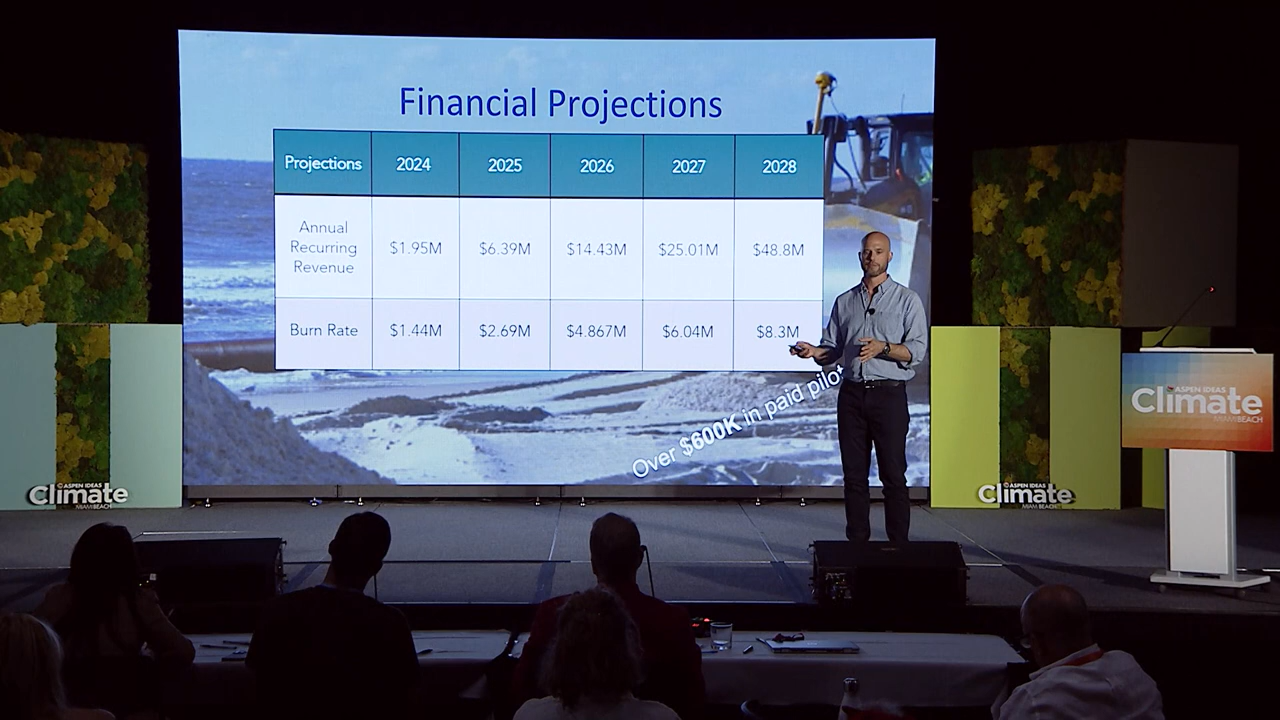 Financial Projections
Projections 2024 2025 2026 2027 2028
Annual
Recurring
Revenue
$1.95M $6.39M $14.43M $25.01M $48.8M
Burn Rate $1.44M $2.69M $4.867M $6.04M $8.3M
Over $600K in paid pilot
ASPEN IDEAS
Climate
MIAMI BEACH
ASPEN IDEAS
Climate
MIAMI BEACH
ASPEN IDEAS
Climate
MIAMI BEACH